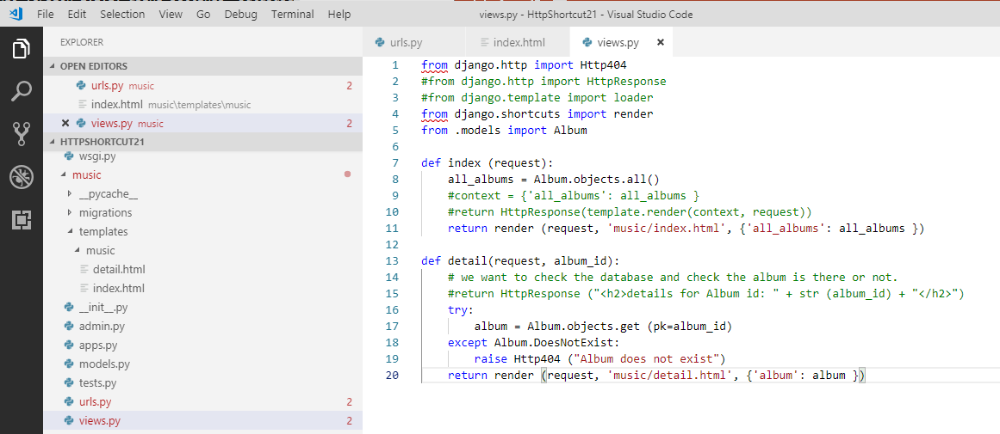 File Edit Selection View Go Debug Terminal Help
views.py - HttpShortcut21 - Visual Studio Code
EXPLORER
OPEN EDITORS
urls.py music 2
index.html music\templates\music
views.py music 2
HTTPSHORTCUT21
wsgi.py
music
__pycache__
migrations
templates
music
detail.html
index.html
__init__.py
admin.py
apps.py
models.py
tests.py
urls.py 2
views.py 2
urls.py index.html views.py
1 from django.http import Http404
2 #from django.http import HttpResponse
3 #from django.template import loader
4 from django.shortcuts import render
5 from .models import Album
6
7 def index (request):
8     all_albums = Album.objects.all()
9     #context = {'all_albums': all_albums }
10     #return HttpResponse(template.render(context, request))
11     return render (request, 'music/index.html', {'all_albums': all_albums })
12
13 def detail(request, album_id):
14     # we want to check the database and check the album is there or not.
15     #return HttpResponse ("<h2>details for Album id: " + str (album_id) + "</h2>")
16     try:
17         album = Album.objects.get (pk=album_id)
18     except Album.DoesNotExist:
19         raise Http404 ("Album does not exist")
20     return render (request, 'music/detail.html', {'album': album })